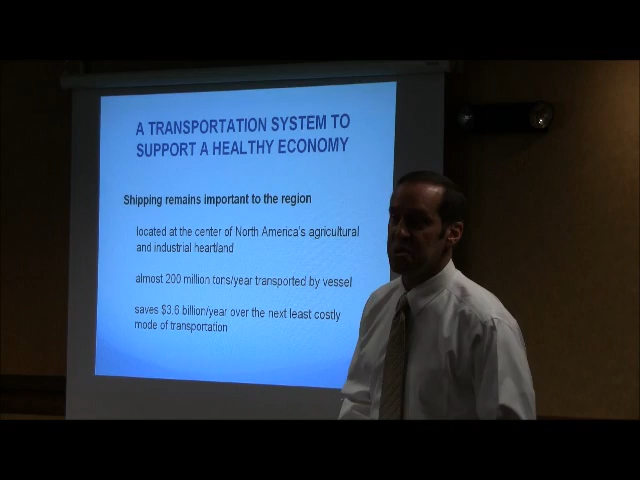 A TRANSPORTATION SYSTEM TO
SUPPORT A HEALTHY ECONOMY
Shipping remains important to the region
located at the center of North America's agricultural
and industrial heartland
almost 200 million tons/year transported by vessel
saves $3.6 billion/year over the next least costly
mode of transportation